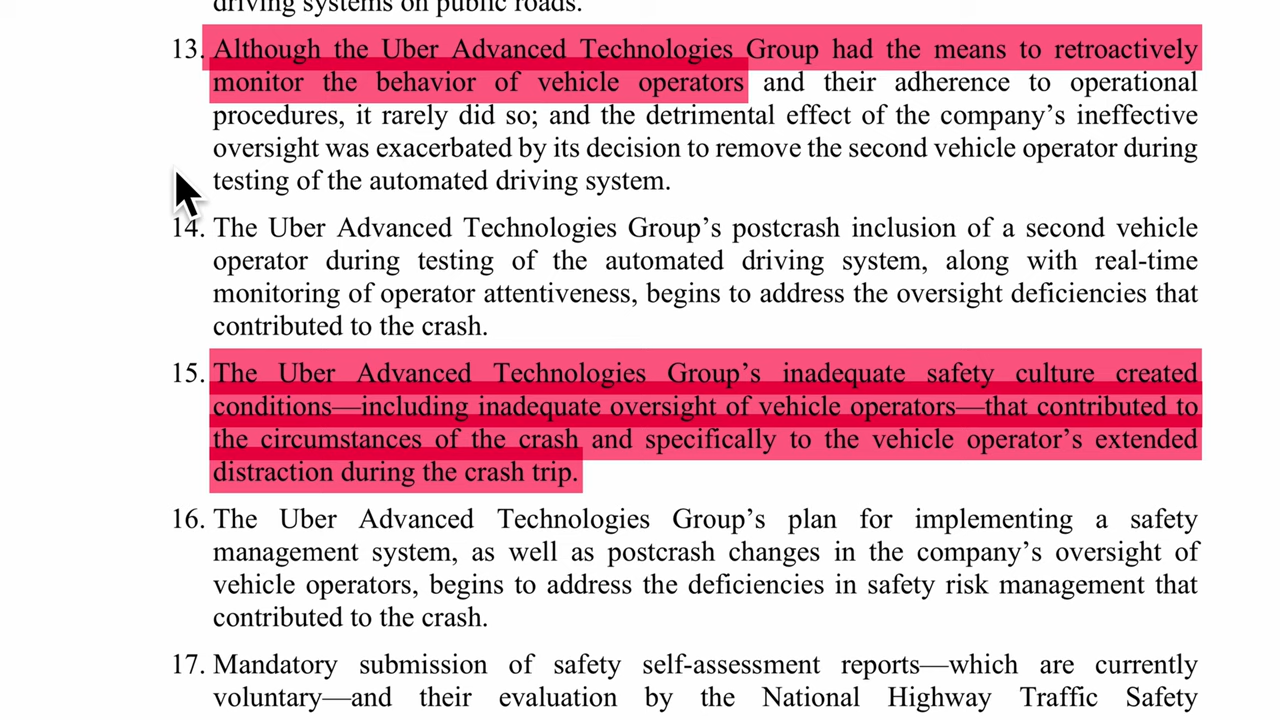 driving systems on public roads.
13. Although the Uber Advanced Technologies Group had the means to retroactively
monitor the behavior of vehicle operators and their adherence to operational
procedures, it rarely did so; and the detrimental effect of the company’s ineffective
oversight was exacerbated by its decision to remove the second vehicle operator during
testing of the automated driving system.
14. The Uber Advanced Technologies Group’s postcrash inclusion of a second vehicle
operator during testing of the automated driving system, along with real-time
monitoring of operator attentiveness, begins to address the oversight deficiencies that
contributed to the crash.
15. The Uber Advanced Technologies Group’s inadequate safety culture created
conditions—including inadequate oversight of vehicle operators—that contributed to
the circumstances of the crash and specifically to the vehicle operator’s extended
distraction during the crash trip.
16. The Uber Advanced Technologies Group’s plan for implementing a safety
management system, as well as postcrash changes in the company’s oversight of
vehicle operators, begins to address the deficiencies in safety risk management that
contributed to the crash.
17. Mandatory submission of safety self-assessment reports—which are currently
voluntary—and their evaluation by the National Highway Traffic Safety